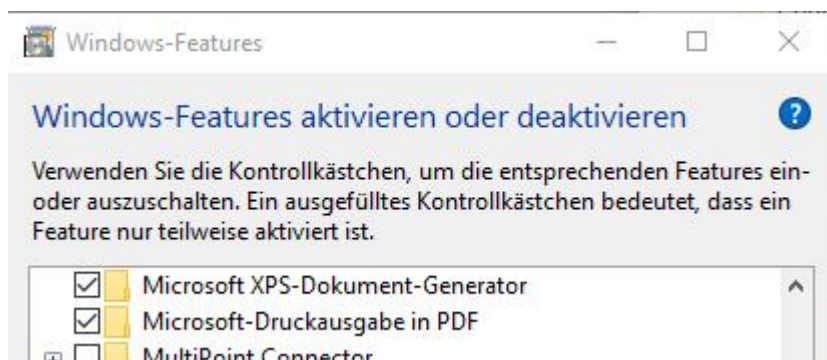 Windows-Features
Windows-Features aktivieren oder deaktivieren
Verwenden Sie die Kontrollkästchen, um die entsprechenden Features ein-
oder auszuschalten. Ein ausgefülltes Kontrollkästchen bedeutet, dass ein
Feature nur teilweise aktiviert ist.
Microsoft XPS-Dokument-Generator
Microsoft-Druckausgabe in PDF
MultiPoint Connector